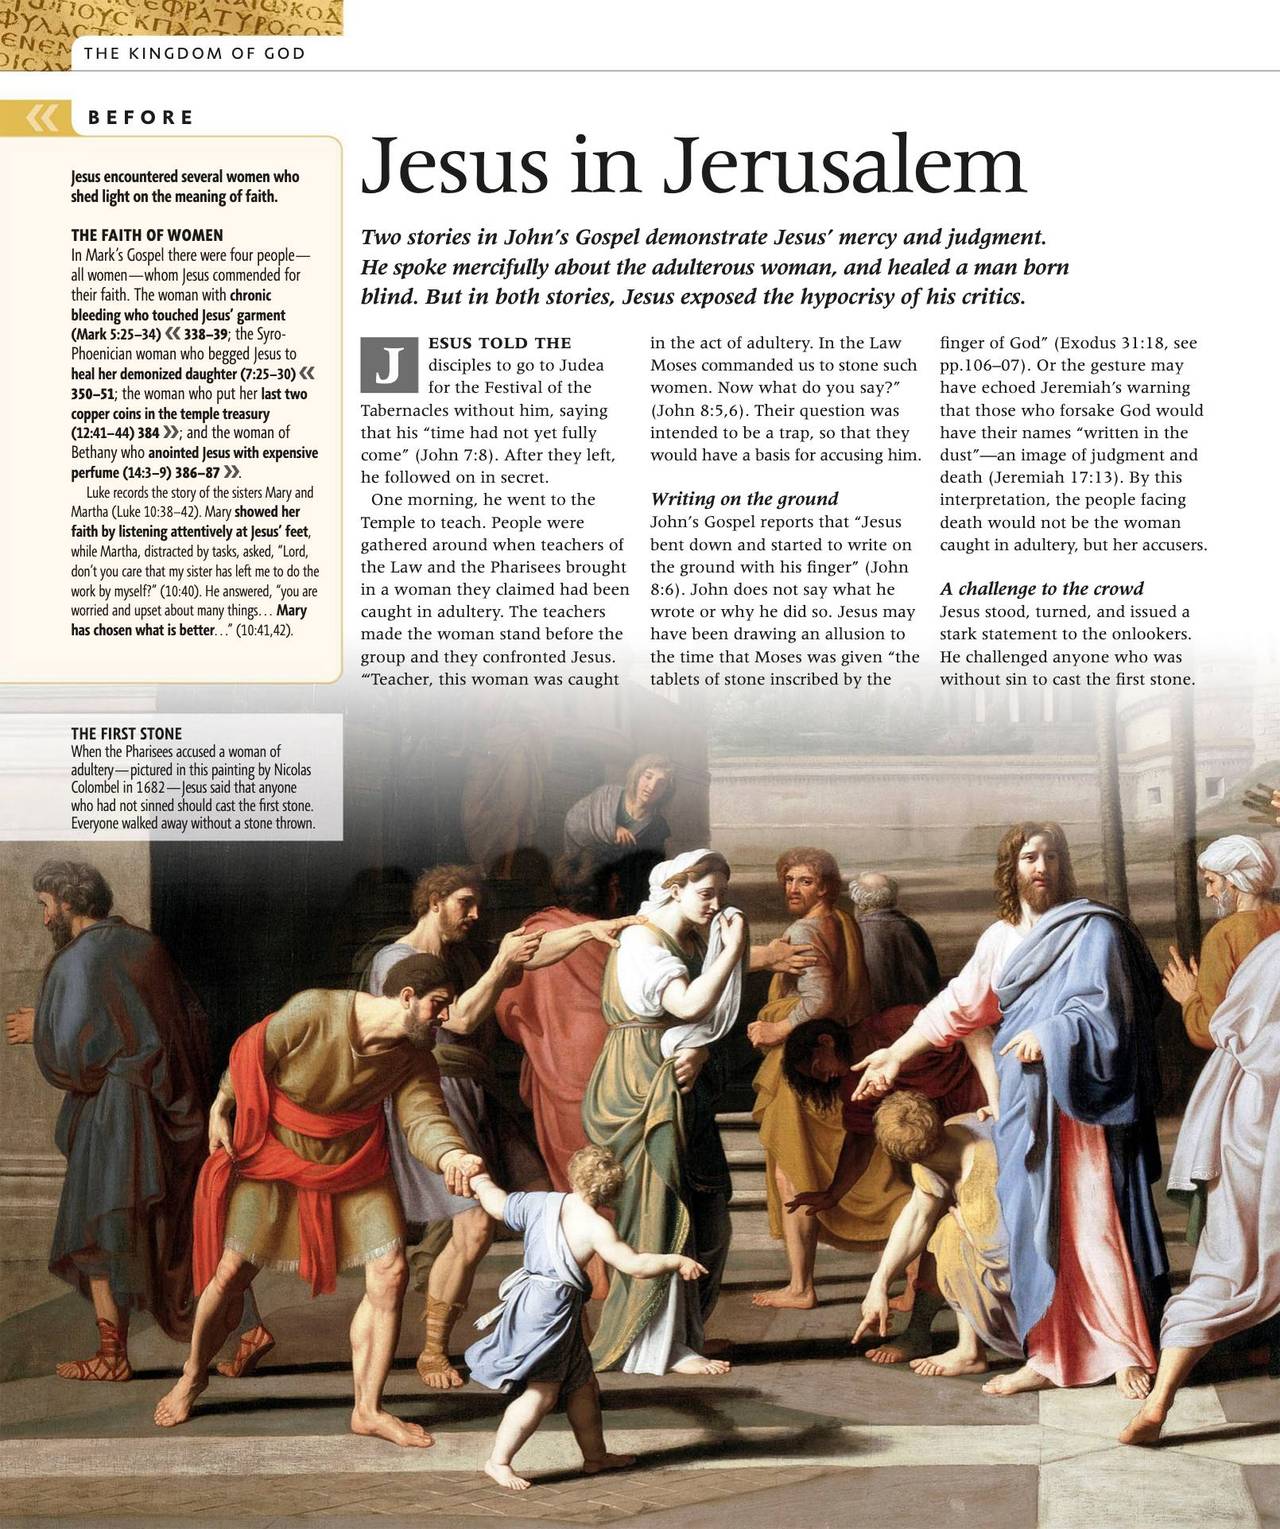 THE KINGDOM OF GOD
BEFORE
Jesus encountered several women who
shed light on the meaning of faith.
THE FAITH OF WOMEN
In Mark’s Gospel there were four people—
all women—whom Jesus commended for
their faith. The woman with chronic
bleeding who touched Jesus’ garment
(Mark 5:25–34) « 338–39; the Syro-
Phoenician woman who begged Jesus to
heal her demonized daughter (7:25–30) «
350–51; the woman who put her last two
copper coins in the temple treasury
(12:41–44) 384 »; and the woman of
Bethany who anointed Jesus with expensive
perfume (14:3–9) 386–87 ».
Luke records the story of the sisters Mary and
Martha (Luke 10:38–42). Mary showed her
faith by listening attentively at Jesus’ feet,
while Martha, distracted by tasks, asked, “Lord,
don’t you care that my sister has left me to do the
work by myself?” (10:40). He answered, “you are
worried and upset about many things… Mary
has chosen what is better…” (10:41,42).
THE FIRST STONE
When the Pharisees accused a woman of
adultery—pictured in this painting by Nicolas
Colombel in 1682—Jesus said that anyone
who had not sinned should cast the first stone.
Everyone walked away without a stone thrown.
Jesus in Jerusalem
Two stories in John’s Gospel demonstrate Jesus’ mercy and judgment.
He spoke mercifully about the adulterous woman, and healed a man born
blind. But in both stories, Jesus exposed the hypocrisy of his critics.
JESUS TOLD THE
disciples to go to Judea
for the Festival of the
Tabernacles without him, saying
that his “time had not yet fully
come” (John 7:8). After they left,
he followed on in secret.
One morning, he went to the
Temple to teach. People were
gathered around when teachers of
the Law and the Pharisees brought
in a woman they claimed had been
caught in adultery. The teachers
made the woman stand before the
group and they confronted Jesus.
“‘Teacher, this woman was caught
in the act of adultery. In the Law
Moses commanded us to stone such
women. Now what do you say?”
(John 8:5,6). Their question was
intended to be a trap, so that they
would have a basis for accusing him.
Writing on the ground
John’s Gospel reports that “Jesus
bent down and started to write on
the ground with his finger” (John
8:6). John does not say what he
wrote or why he did so. Jesus may
have been drawing an allusion to
the time that Moses was given “the
tablets of stone inscribed by the
finger of God” (Exodus 31:18, see
pp.106–07). Or the gesture may
have echoed Jeremiah’s warning
that those who forsake God would
have their names “written in the
dust”—an image of judgment and
death (Jeremiah 17:13). By this
interpretation, the people facing
death would not be the woman
caught in adultery, but her accusers.
A challenge to the crowd
Jesus stood, turned, and issued a
stark statement to the onlookers.
He challenged anyone who was
without sin to cast the first stone.